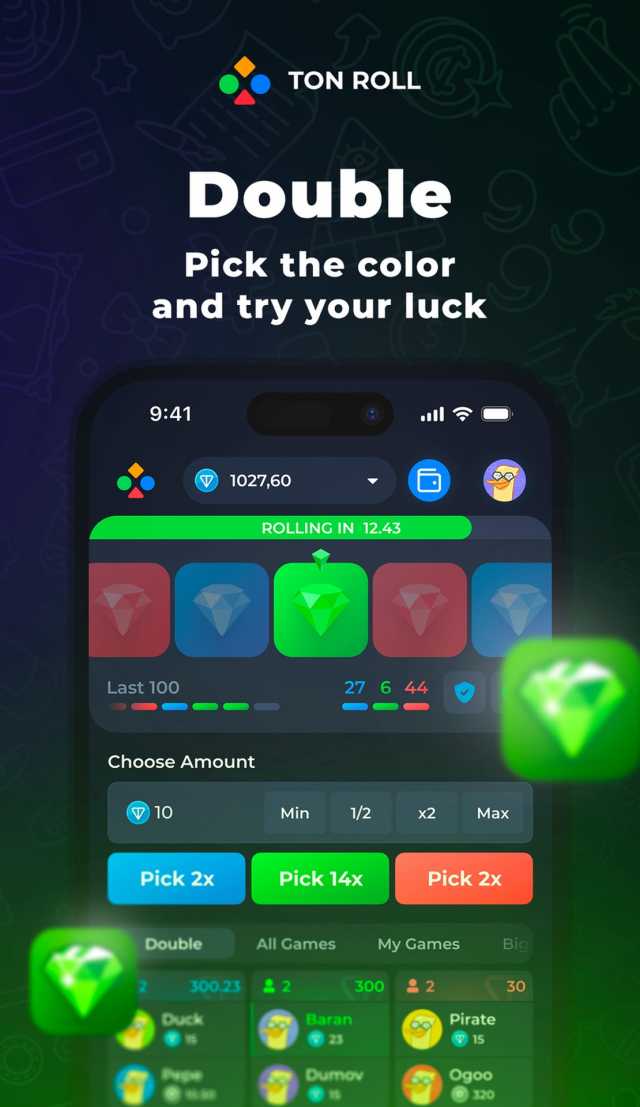 TON ROLL
Double
Pick the color
and try your luck
9:41
1027,60
ROLLING IN 12.43
Last 100
27 6 44
Choose Amount
10 Min 1/2 x2 Max
Pick 2x Pick 14x Pick 2x
Double All Games My Games Big
2 300.23 2 300 2 30
Duck Baran Pirate
15 23 15
Pepe Dumov Ogoo
15 320